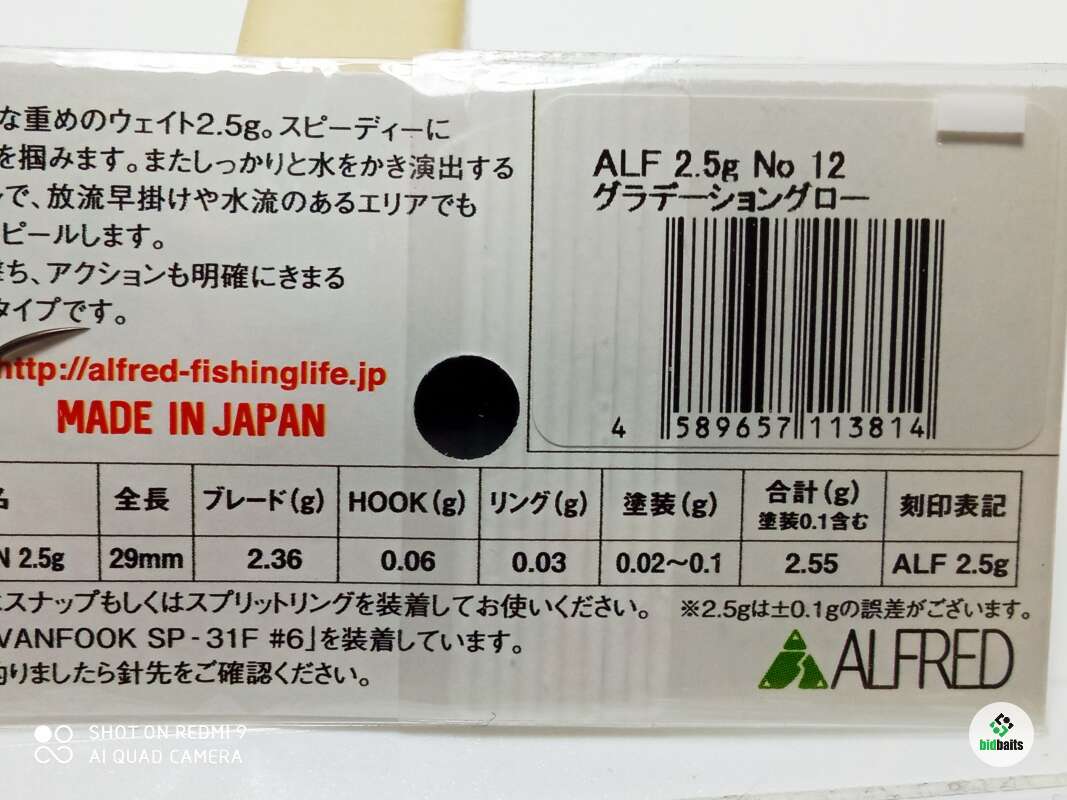 な重めのウェイト2.5g。スピーディーに
を掴みます。またしっかりと水をかき演出する
で、放流早掛けや水流のあるエリアでも
ピールします。
ち、アクションも明確にきまる
タイプです。
http://alfred-fishinglife.jp
MADE IN JAPAN
ALF 2.5g No 12
グラデーショングロー
4 589657 113814
名 全長 ブレード(g) HOOK(g) リング(g) 塗装(g) 合計(g) 刻印表記
塗装0.1含む
N 2.5g 29mm 2.36 0.06 0.03 0.02〜0.1 2.55 ALF 2.5g
スナップもしくはスプリットリングを装着してお使いください。 ※2.5gは±0.1gの誤差がございます。
VANFOOK SP-31F #6」を装着しています。
りましたら針先をご確認ください。
ALFRED
SHOT ON REDMI 9
AI QUAD CAMERA
bidbaits